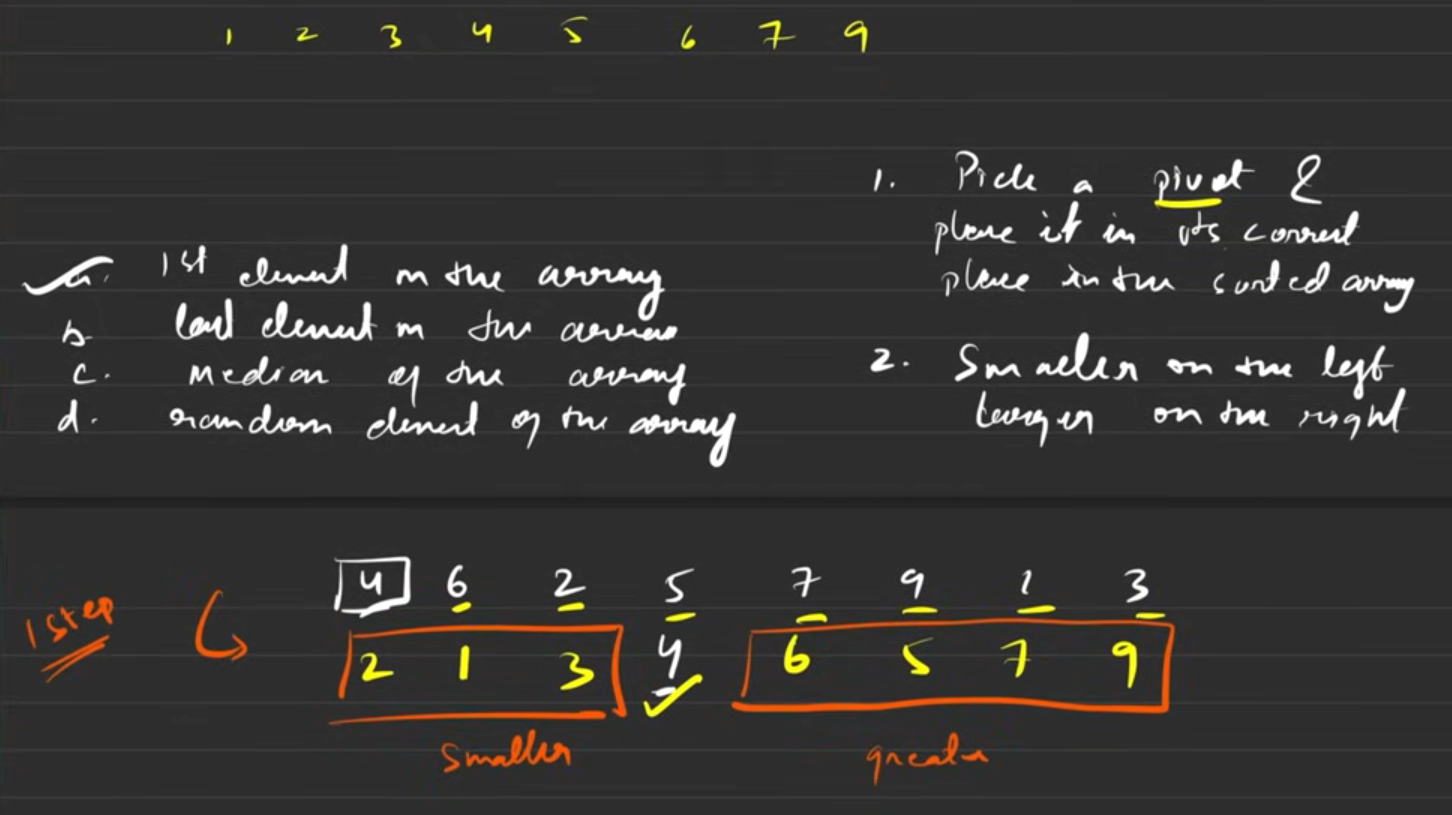 1 2 3 4 5 6 7 9
1. Pick a pivot &
place it in its correct
place in the sorted array
a. 1st element in the array
b. last element in the array
c. Median of the array
d. random element of the array
2. Smaller on the left
larger on the right
1 step
4 6 2 5 7 9 1 3
2 1 3 4 6 5 7 9
smaller greater